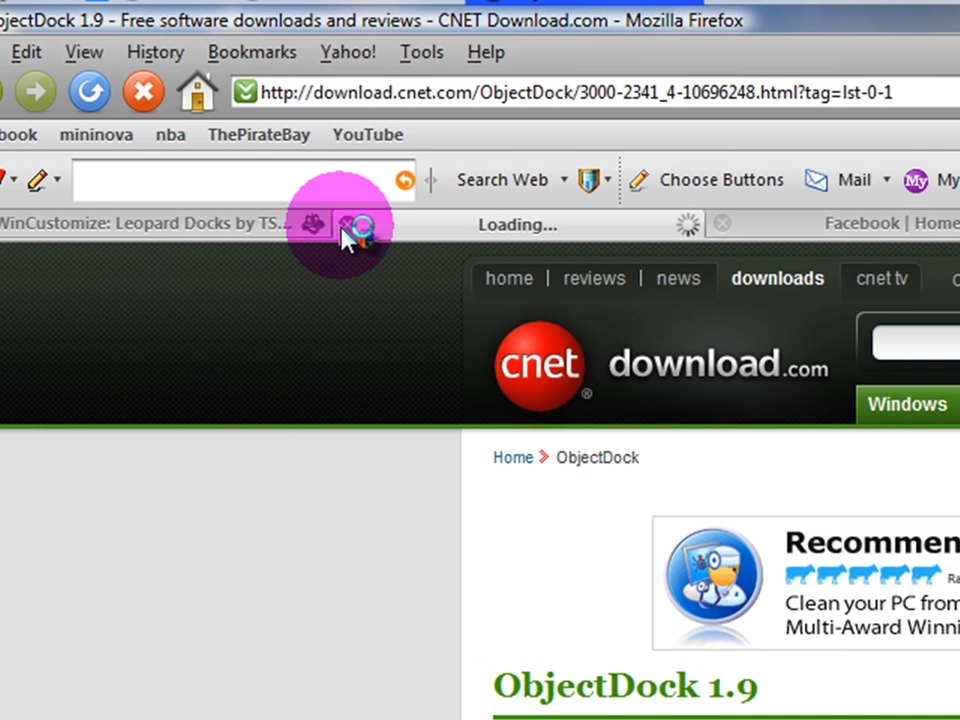 ojectDock 1.9 - Free software downloads and reviews - CNET Download.com - Mozilla Firefox
Edit View History Bookmarks Yahoo! Tools Help
http://download.cnet.com/ObjectDock/3000-2341_4-10696248.html?tag=lst-0-1
book mininova nba ThePirateBay YouTube
Search Web Choose Buttons Mail My My
WinCustomize: Leopard Docks by TS... Loading... Facebook | Home
home | reviews | news downloads cnet tv
cnet download.com
Windows
Home ObjectDock
Recommen
Ra
Clean your PC from
Multi-Award Winni
ObjectDock 1.9